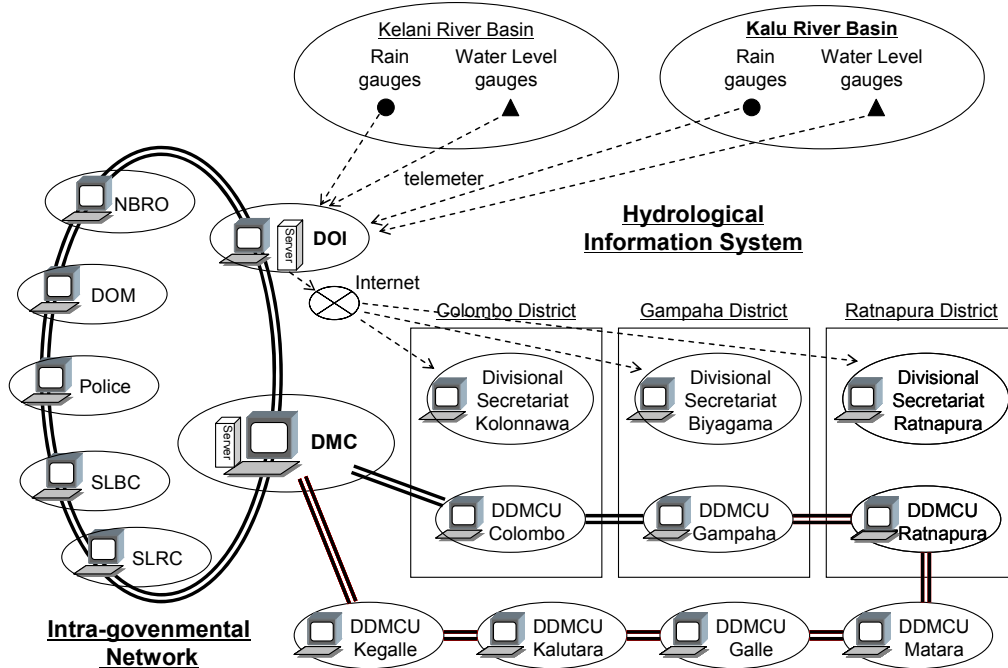 Kelani River Basin
Rain
gauges
Water Level
gauges
Kalu River Basin
Rain
gauges
Water Level
gauges
telemeter
Hydrological
Information System
NBRO
DOI
Server
DOM
Internet
Colombo District
Gampaha District
Ratnapura District
Police
Divisional
Secretariat
Kolonnawa
Divisional
Secretariat
Biyagama
Divisional
Secretariat
Ratnapura
Server
DMC
SLBC
DDMCU
Colombo
DDMCU
Gampaha
DDMCU
Ratnapura
SLRC
Intra-govenmental
Network
DDMCU
Kegalle
DDMCU
Kalutara
DDMCU
Galle
DDMCU
Matara